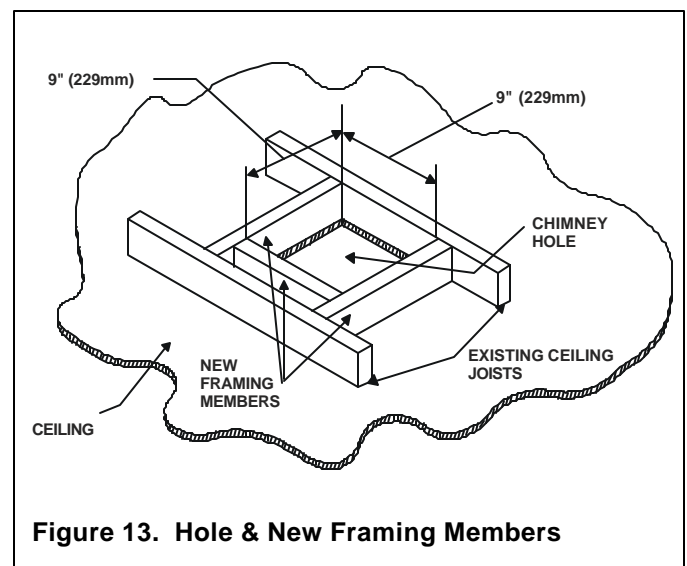 9" (229mm)
9" (229mm)
CHIMNEY
HOLE
EXISTING CEILING
JOISTS
NEW
FRAMING
MEMBERS
CEILING
Figure 13. Hole & New Framing Members